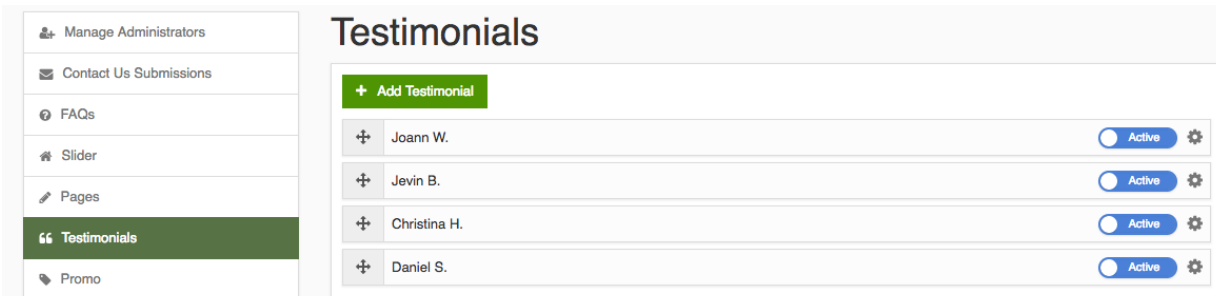 Manage Administrators
Contact Us Submissions
FAQs
Slider
Pages
Testimonials
Promo
Testimonials
Add Testimonial
Joann W. Active
Jevin B. Active
Christina H. Active
Daniel S. Active